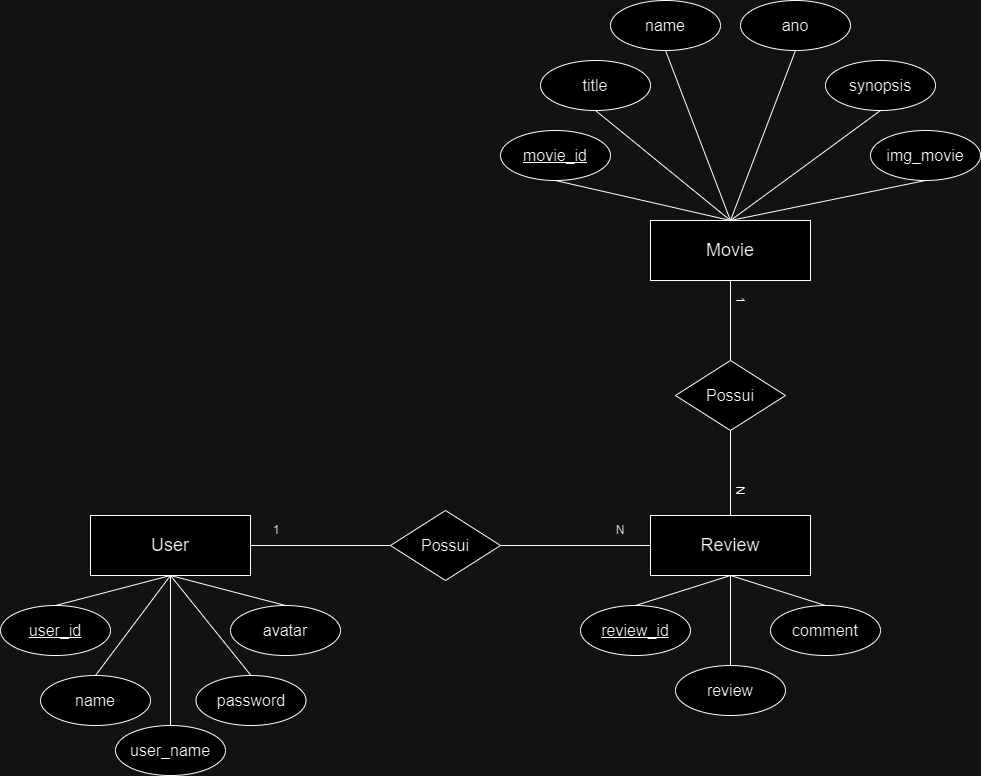 name
ano
title
synopsis
movie_id
img_movie
Movie
1
Possui
N
User
1
Possui
N
Review
user_id
avatar
review_id
comment
name
password
review
user_name